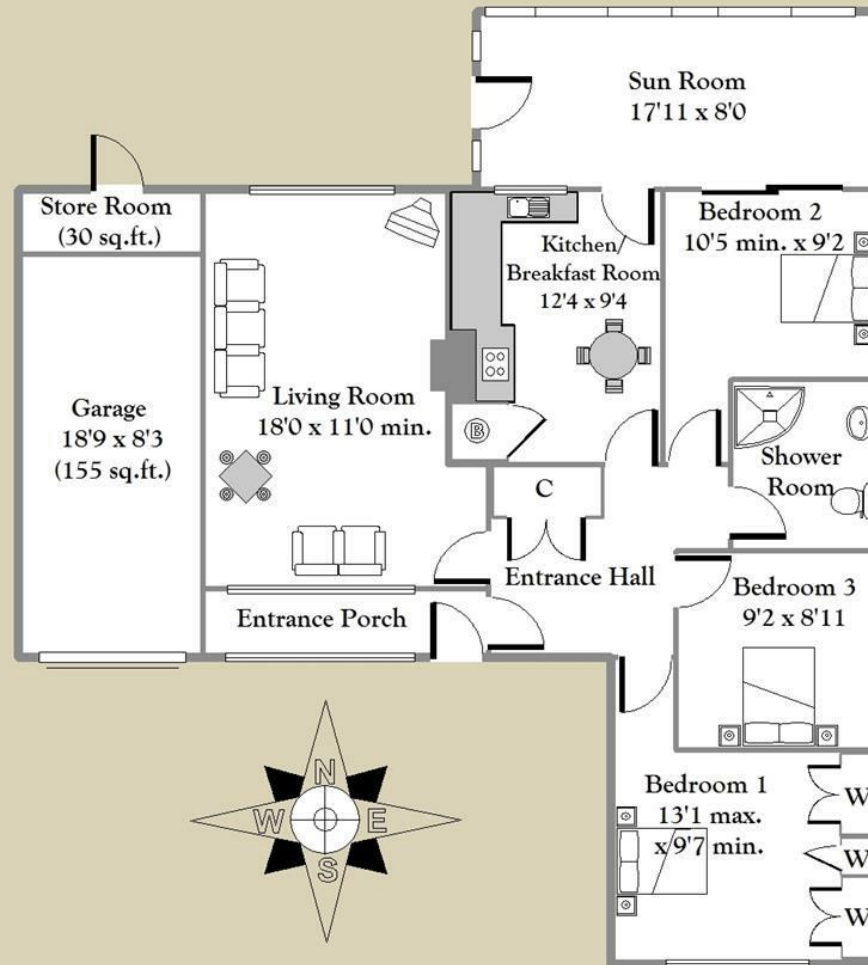 Sun Room
17'11 x 8'0
Store Room
(30 sq.ft.)
Bedroom 2
10'5 min. x 9'2
Kitchen/
Breakfast Room
12'4 x 9'4
Living Room
18'0 x 11'0 min.
Garage
18'9 x 8'3
(155 sq.ft.)
B
Shower
Room
C
Entrance Hall
Bedroom 3
9'2 x 8'11
Entrance Porch
N
W
E
S
Bedroom 1
13'1 max.
x 9'7 min.
W
W
W